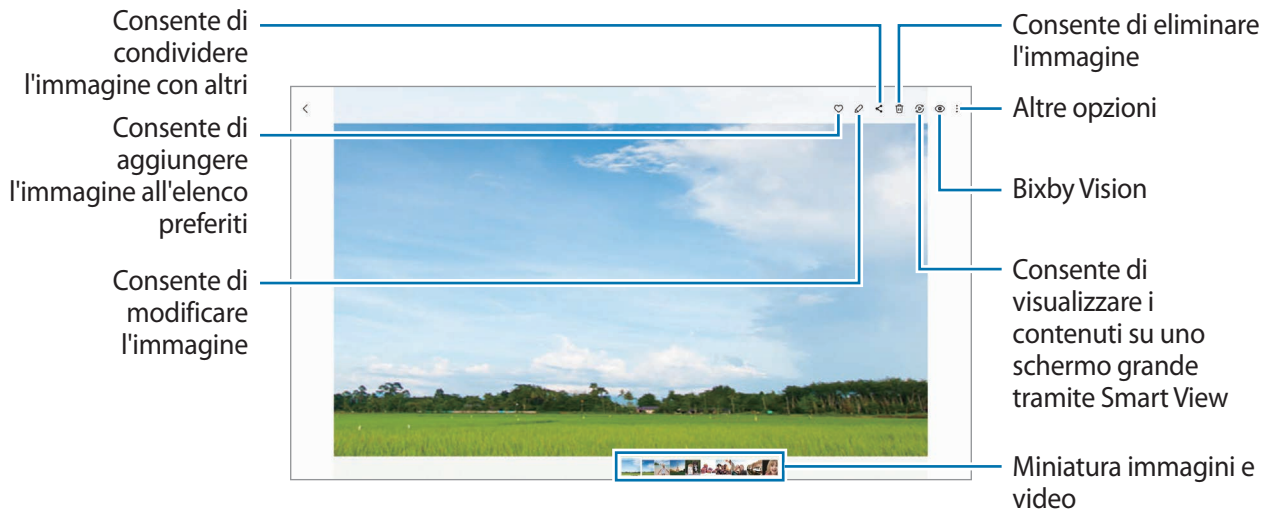 Consente di
condividere
l'immagine con altri
Consente di
aggiungere
l'immagine all'elenco
preferiti
Consente di
modificare
l'immagine
Consente di eliminare
l'immagine
Altre opzioni
Bixby Vision
Consente di
visualizzare i
contenuti su uno
schermo grande
tramite Smart View
Miniatura immagini e
video